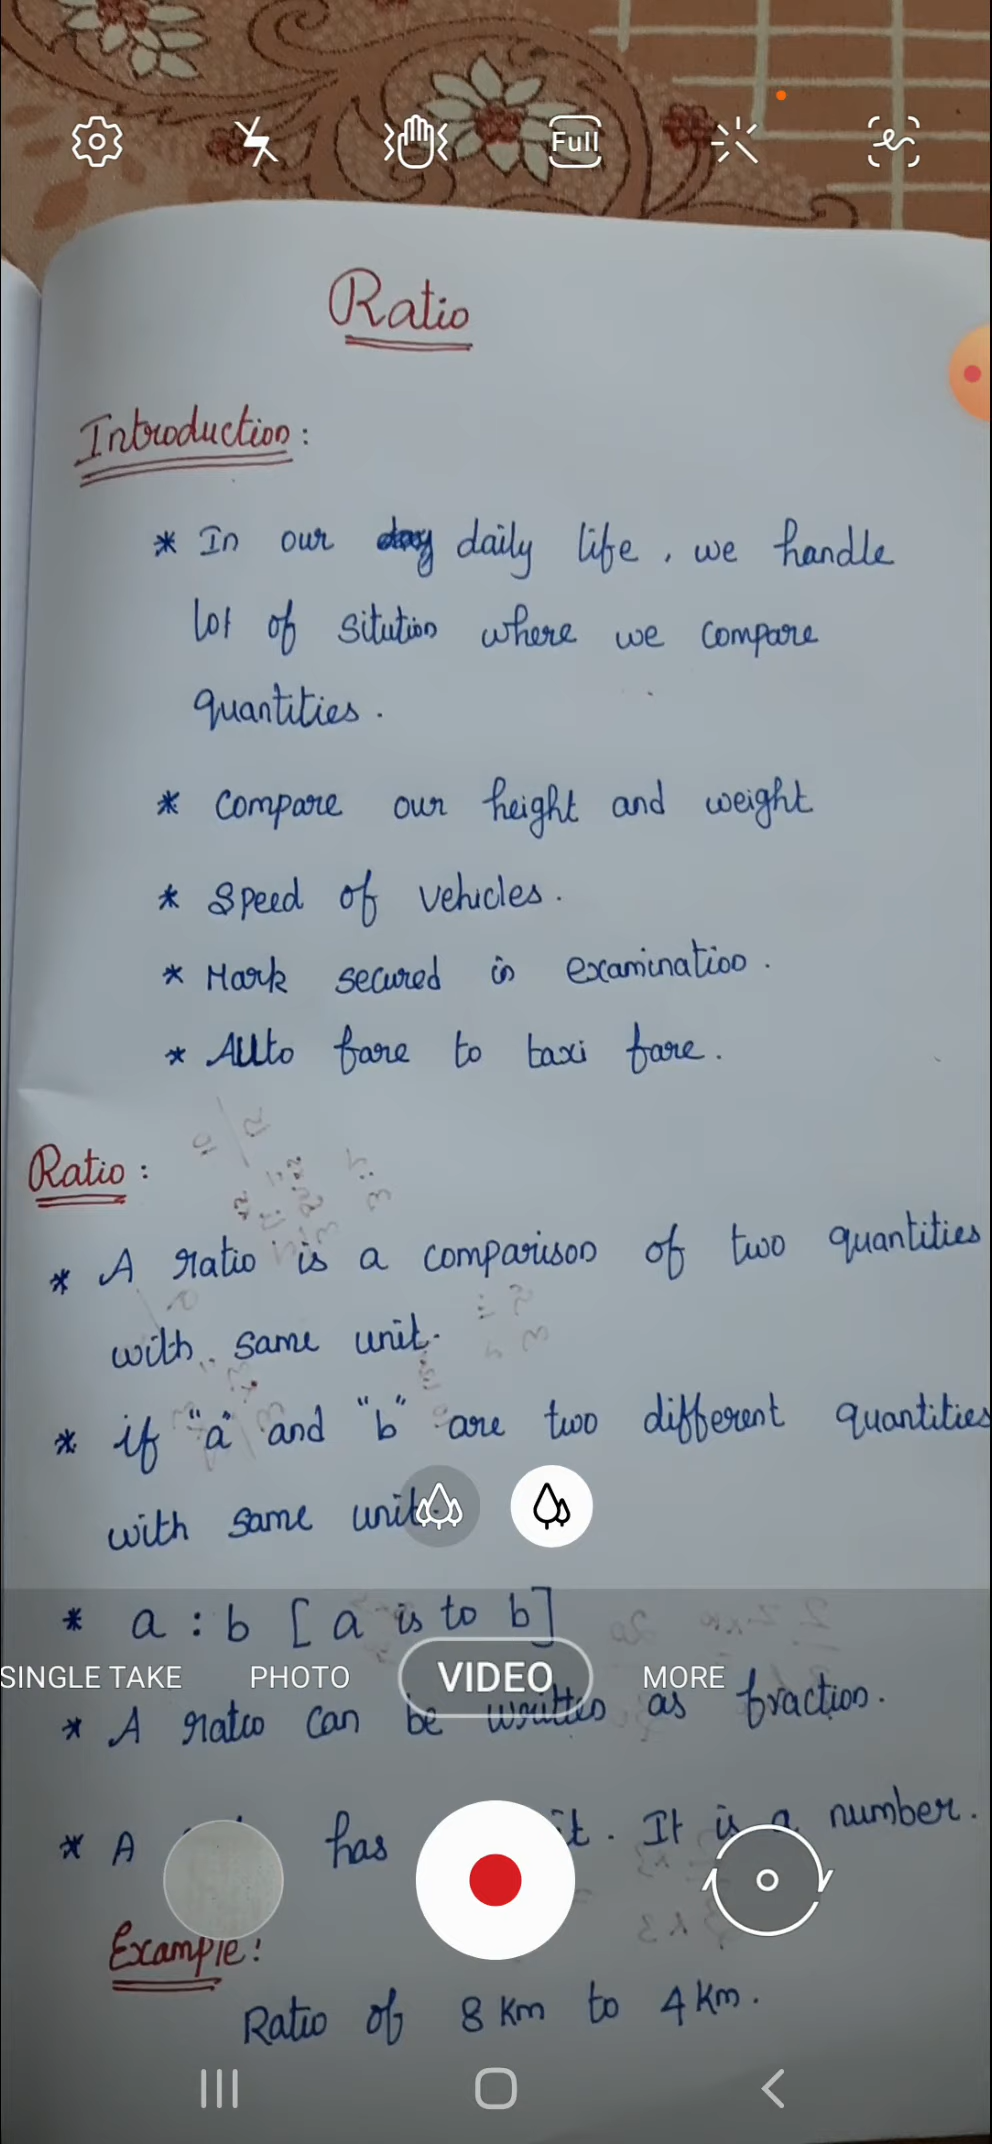 Full
Ratio
Introduction:
* In our daily life, we handle
lot of sitution where we compare
quantities.
* Compare our height and weight
* Speed of vehicles.
* Mark secured in examination.
* Auto fare to taxi fare.
Ratio:
* A ratio is a comparison of two quantities
with same unit.
* if "a" and "b" are two different quantities
with same unit.
* a : b [a is to b]
SINGLE TAKE PHOTO VIDEO MORE
* A ratio can be written as fraction.
* A has It is a number.
Example:
Ratio of 8 Km to 4 Km.